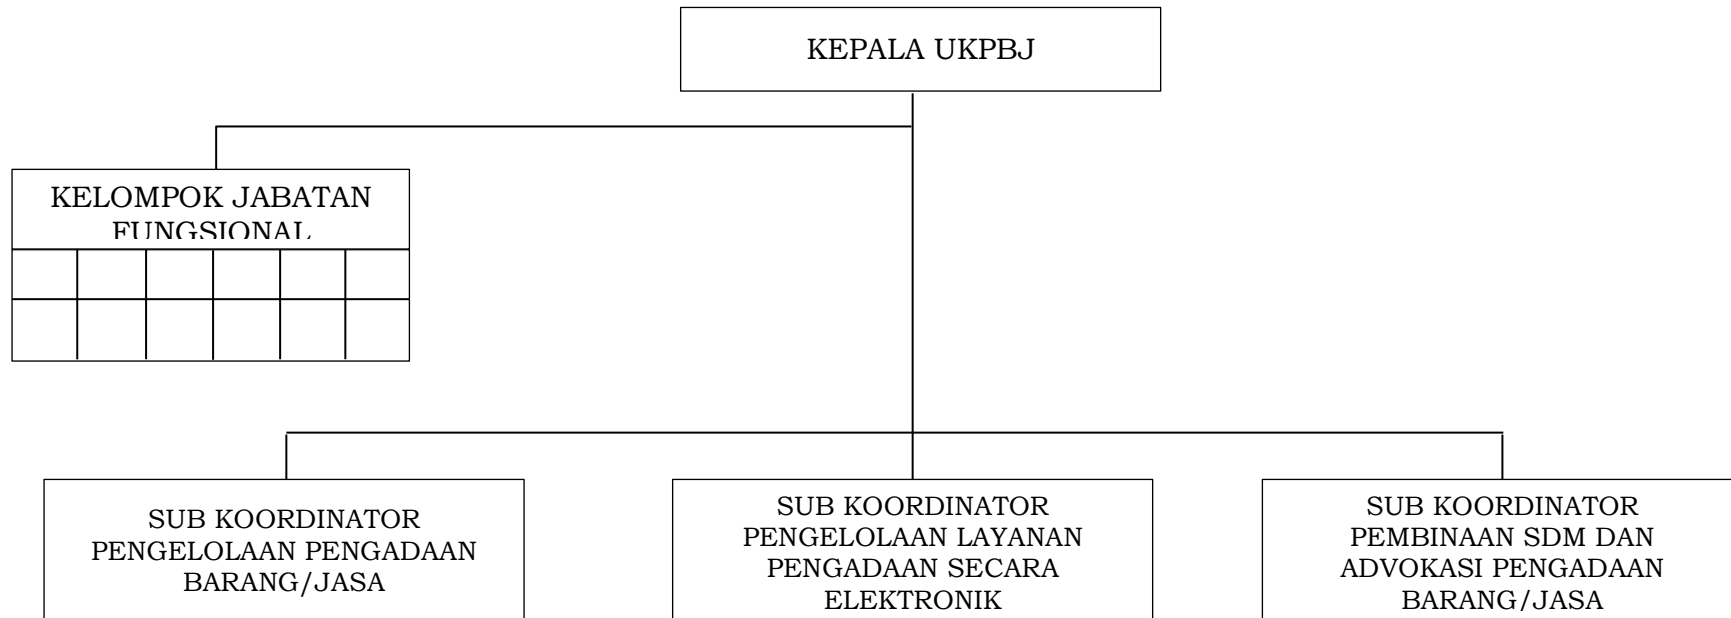 KEPALA UKPBJ
KELOMPOK JABATAN
FUNGSIONAL
SUB KOORDINATOR
PENGELOLAAN PENGADAAN
BARANG/JASA
SUB KOORDINATOR
PENGELOLAAN LAYANAN
PENGADAAN SECARA
ELEKTRONIK
SUB KOORDINATOR
PEMBINAAN SDM DAN
ADVOKASI PENGADAAN
BARANG/JASA